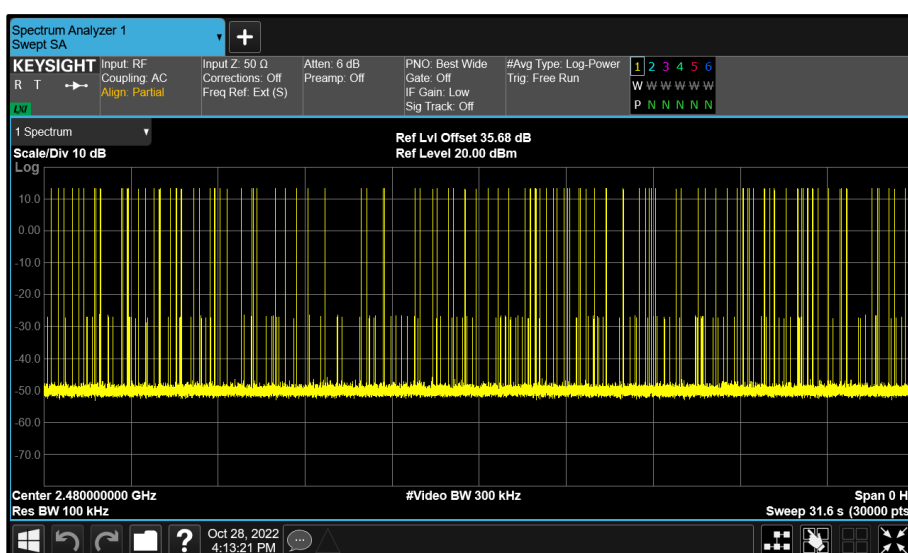 Spectrum Analyzer 1
Swept SA
KEYSIGHT
R T
LXI
Input: RF
Coupling: AC
Align: Partial
Input Z: 50 Ω
Corrections: Off
Freq Ref: Ext (S)
Atten: 6 dB
Preamp: Off
PNO: Best Wide
Gate: Off
IF Gain: Low
Sig Track: Off
#Avg Type: Log-Power
Trig: Free Run
1 2 3 4 5 6
W W W W W W
P N N N N N
1 Spectrum
Scale/Div 10 dB
Log
Ref Lvl Offset 35.68 dB
Ref Level 20.00 dBm
10.0
0.00
-10.0
-20.0
-30.0
-40.0
-50.0
-60.0
-70.0
Center 2.480000000 GHz
Res BW 100 kHz
#Video BW 300 kHz
Span 0 H
Sweep 31.6 s (30000 pts
?
Oct 28, 2022
4:13:21 PM